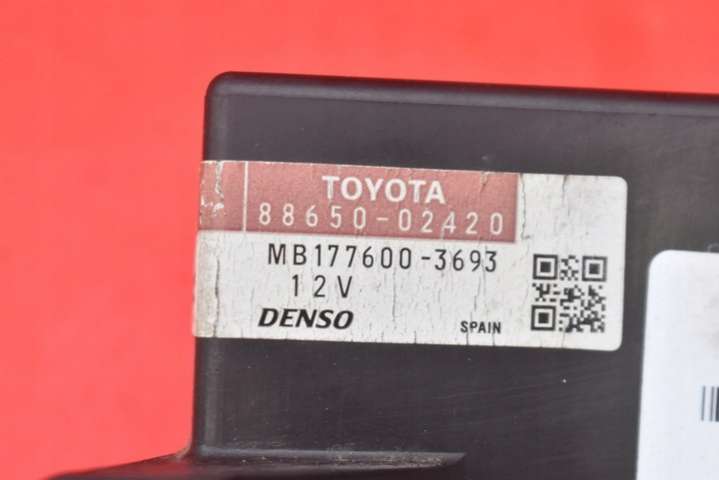 TOYOTA
88650-02420
MB177600-3693
12V
DENSO
SPAIN